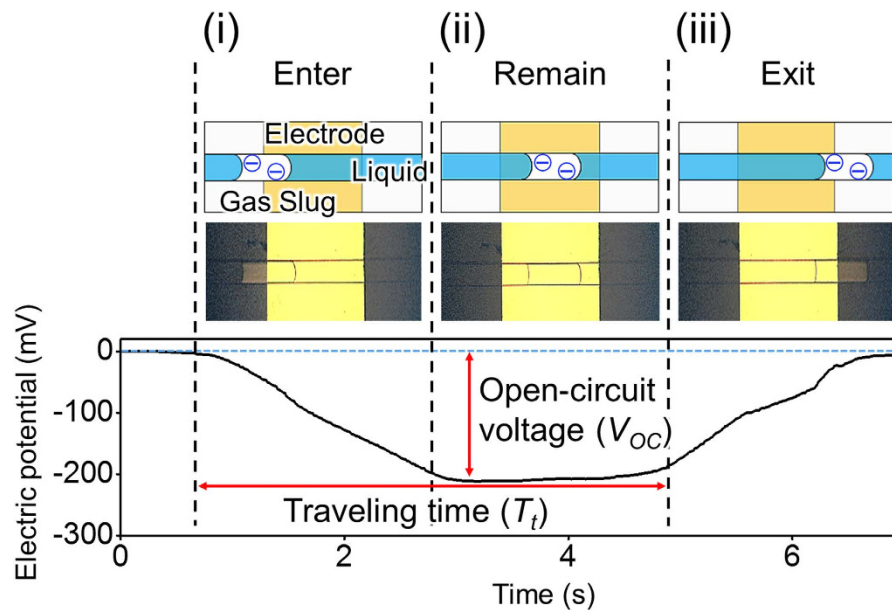 (i)
(ii)
(iii)
Enter
Remain
Exit
Electrode
Liquid
Gas Slug
Electric potential (mV)
0
-100
-200
-300
Open-circuit
voltage (VOC)
Traveling time (Tt)
0
2
4
6
Time (s)